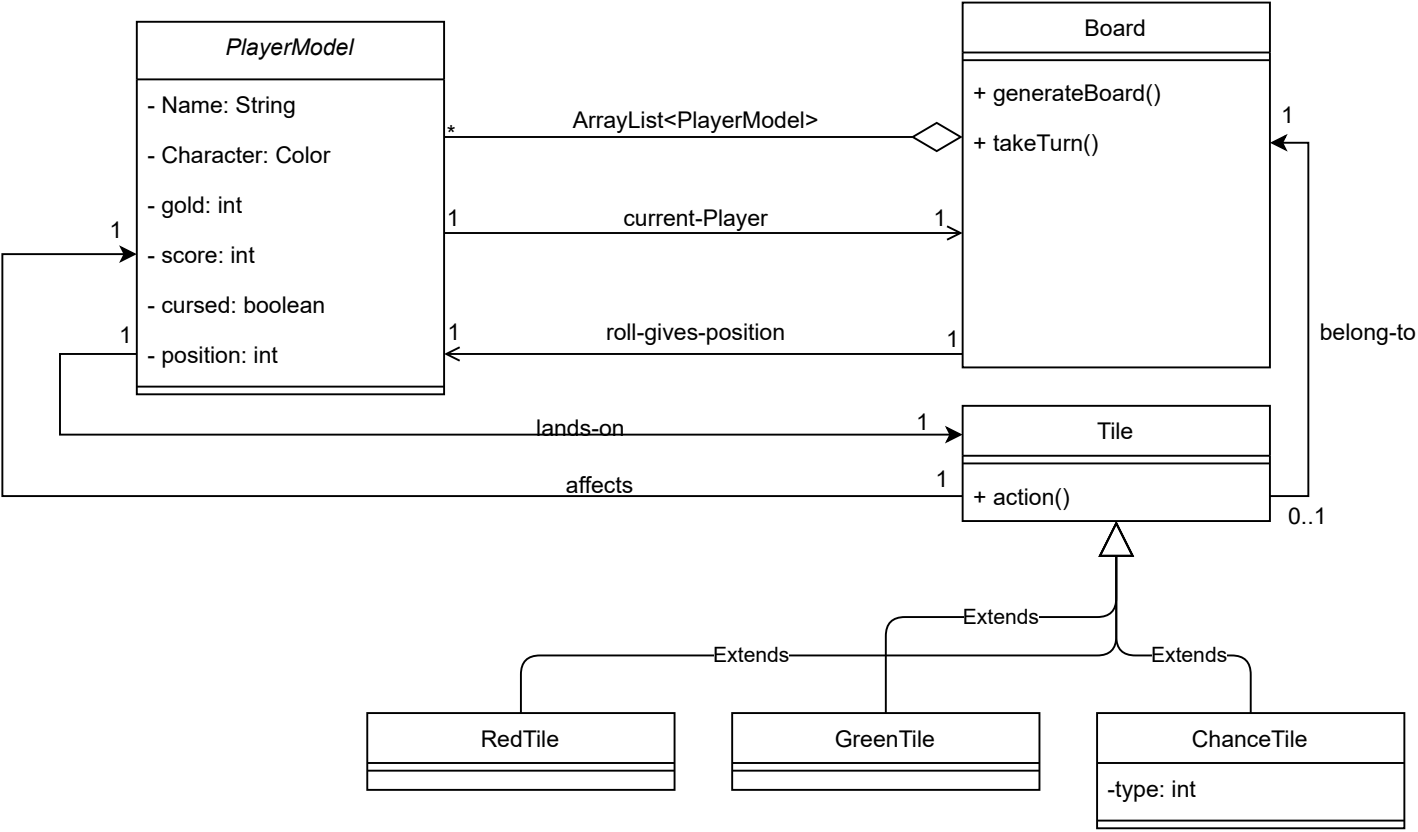 PlayerModel
- Name: String
- Character: Color
- gold: int
- score: int
- cursed: boolean
- position: int
Board
+ generateBoard()
+ takeTurn()
* ArrayList<PlayerModel>
1 current-Player 1
1 roll-gives-position 1
1
1
1
belong-to
0..1
lands-on 1
affects 1
Tile
+ action()
Extends
Extends
Extends
RedTile
GreenTile
ChanceTile
-type: int